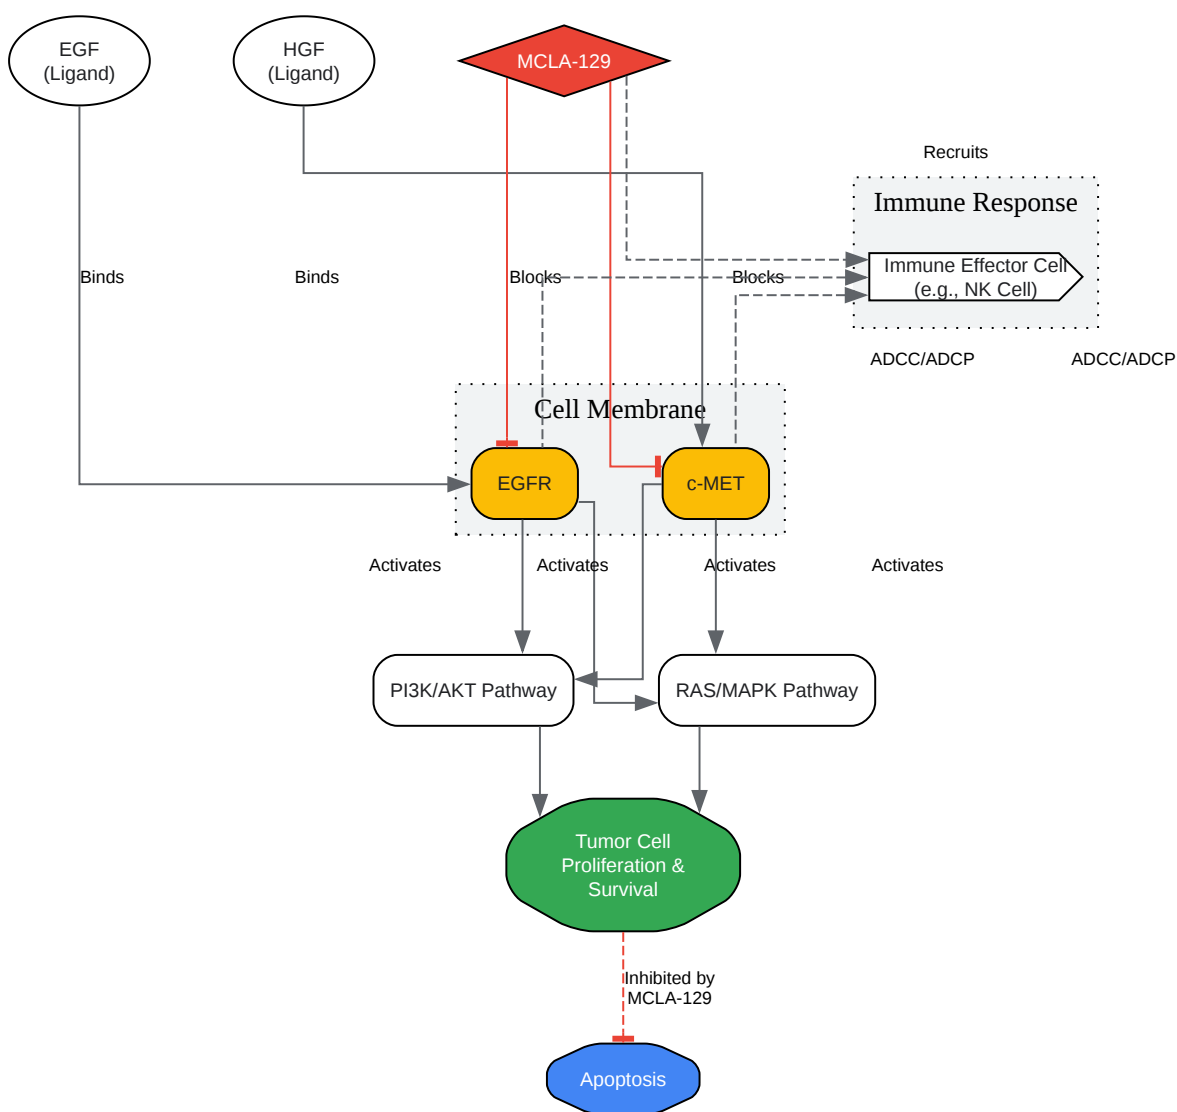 EGF
(Ligand)
HGF
(Ligand)
MCLA-129
Recruits
Immune Response
Binds
Binds
Blocks
Blocks
Immune Effector Cell
(e.g., NK Cell)
ADCC/ADCP
ADCC/ADCP
Cell Membrane
EGFR
c-MET
Activates
Activates
Activates
Activates
PI3K/AKT Pathway
RAS/MAPK Pathway
Tumor Cell
Proliferation &
Survival
Inhibited by
MCLA-129
Apoptosis